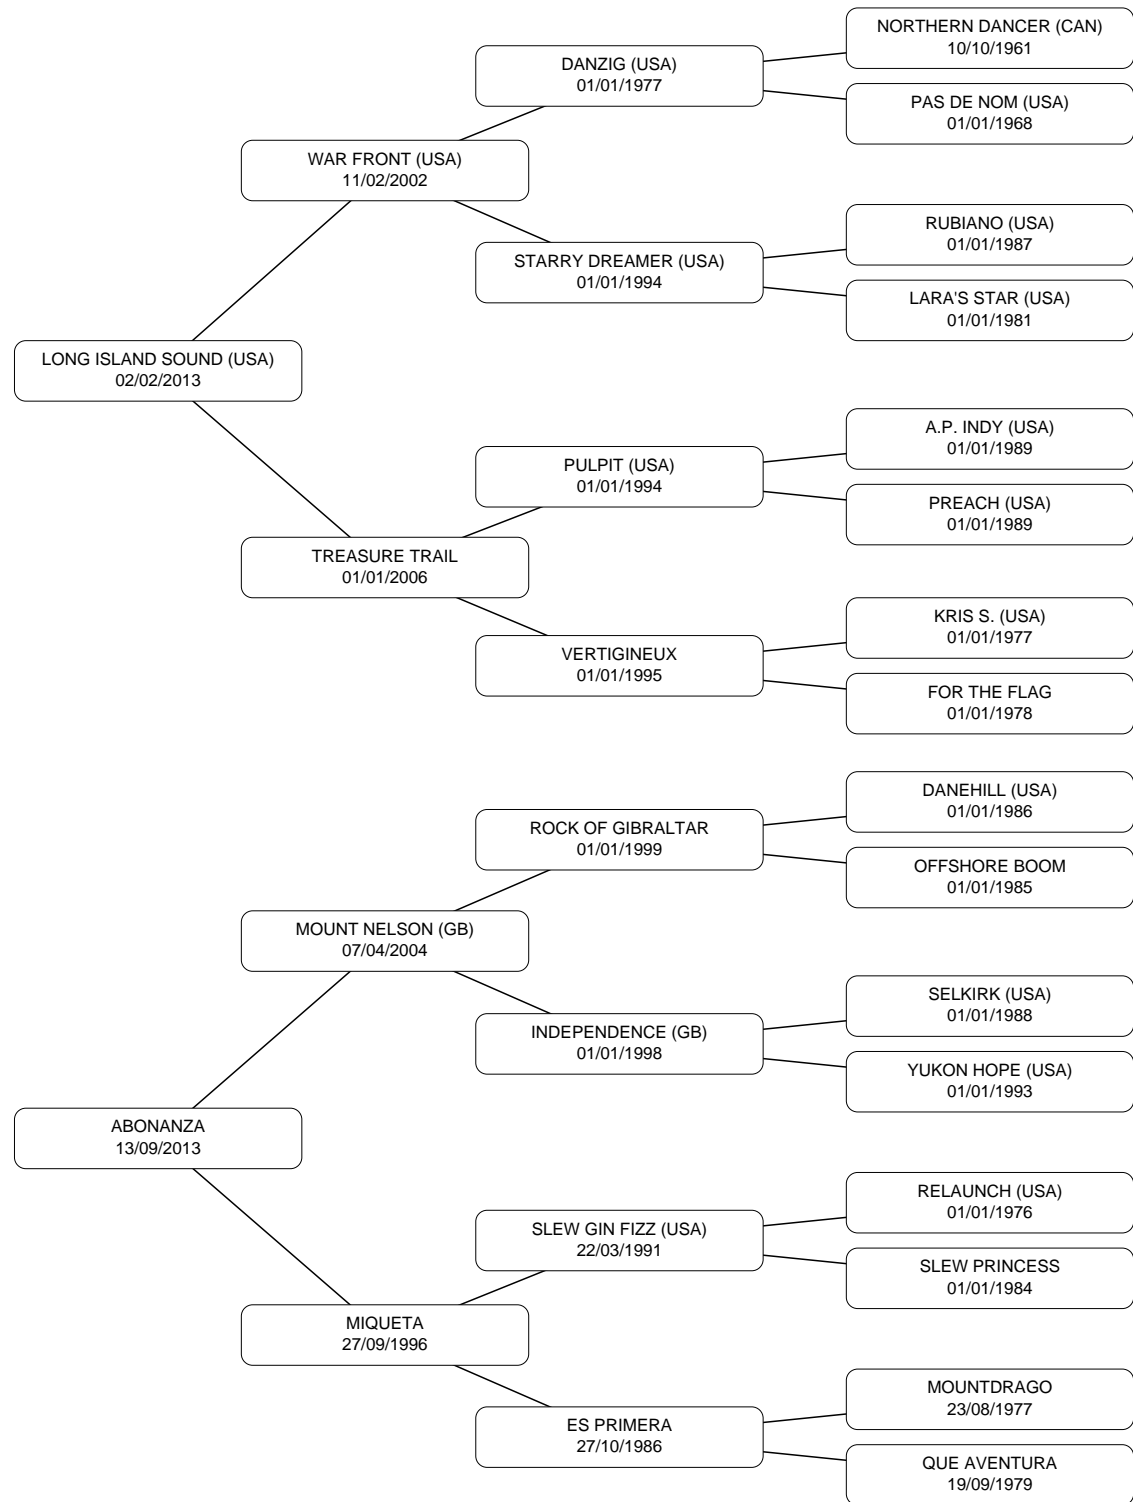 NORTHERN DANCER (CAN)
10/10/1961
DANZIG (USA)
01/01/1977
PAS DE NOM (USA)
01/01/1968
WAR FRONT (USA)
11/02/2002
RUBIANO (USA)
01/01/1987
STARRY DREAMER (USA)
01/01/1994
LARA'S STAR (USA)
01/01/1981
LONG ISLAND SOUND (USA)
02/02/2013
A.P. INDY (USA)
01/01/1989
PULPIT (USA)
01/01/1994
PREACH (USA)
01/01/1989
TREASURE TRAIL
01/01/2006
KRIS S. (USA)
01/01/1977
VERTIGINEUX
01/01/1995
FOR THE FLAG
01/01/1978
DANEHILL (USA)
01/01/1986
ROCK OF GIBRALTAR
01/01/1999
OFFSHORE BOOM
01/01/1985
MOUNT NELSON (GB)
07/04/2004
SELKIRK (USA)
01/01/1988
INDEPENDENCE (GB)
01/01/1998
YUKON HOPE (USA)
01/01/1993
ABONANZA
13/09/2013
RELAUNCH (USA)
01/01/1976
SLEW GIN FIZZ (USA)
22/03/1991
SLEW PRINCESS
01/01/1984
MIQUETA
27/09/1996
MOUNTDRAGO
23/08/1977
ES PRIMERA
27/10/1986
QUE AVENTURA
19/09/1979